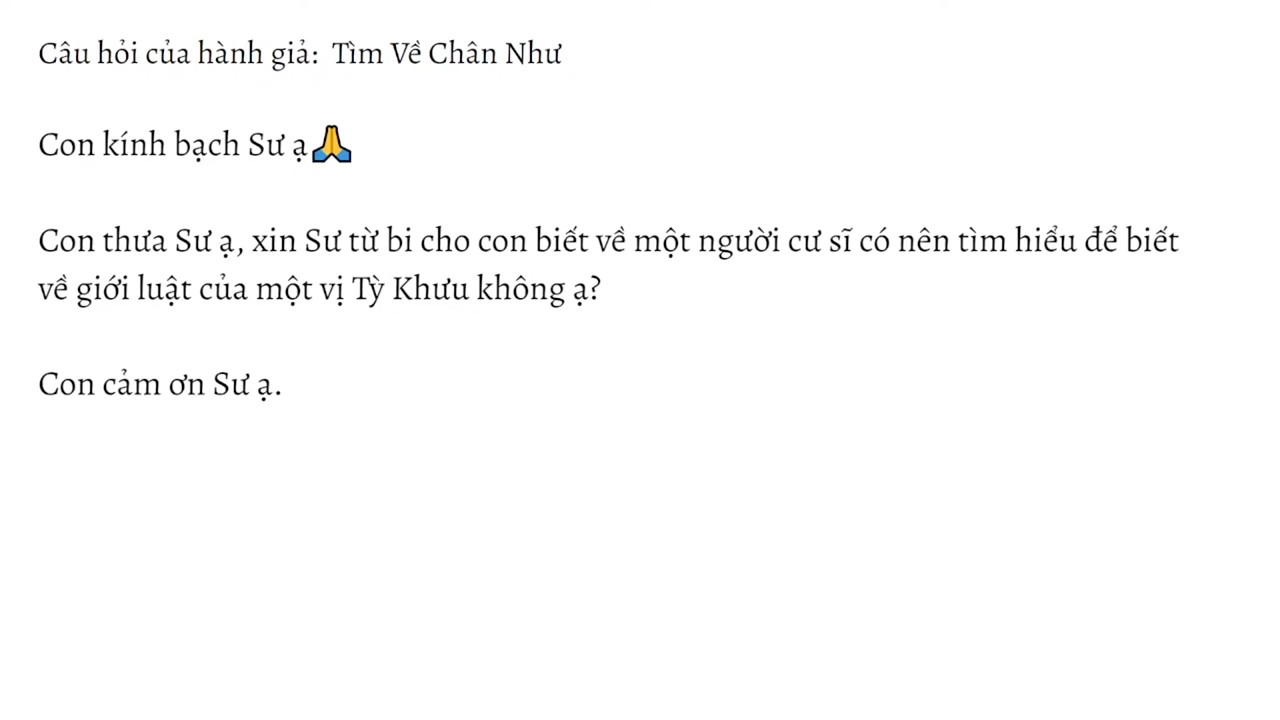 Câu hỏi của hành giả: Tìm Về Chân Như
Con kính bạch Sư ạ🙏
Con thưa Sư ạ, xin Sư từ bi cho con biết về một người cư sĩ có nên tìm hiểu để biết
về giới luật của một vị Tỳ Khưu không ạ?
Con cảm ơn Sư ạ.